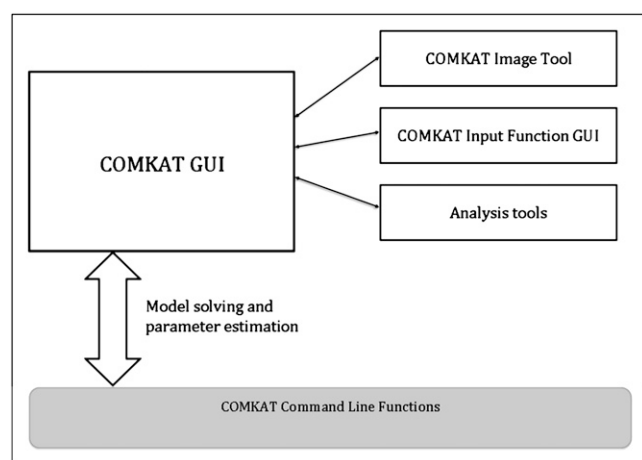 COMKAT Image Tool
COMKAT GUI
COMKAT Input Function GUI
Analysis tools
Model solving and
parameter estimation
COMKAT Command Line Functions